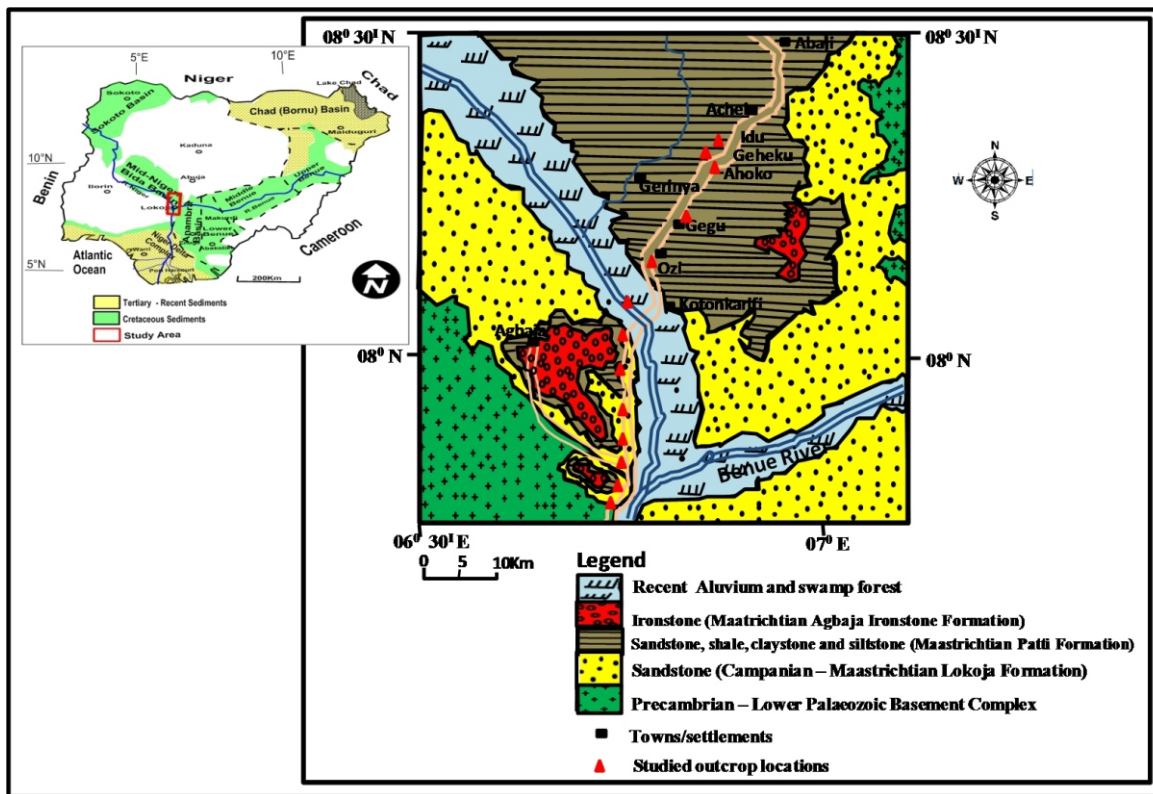 5°E
10°E
Niger
Lake Chad
Chad
Sokoto
Sokoto Basin
Chad (Bornu) Basin
Maiduguri
Kaduna
10°N
Abuja
Benin
Upper Benue
Middle Benue
R. Benue
Makurdi
Anambra Basin
Lower Benue
Cameroon
Warri
Port Harcourt
Atlantic Ocean
5°N
200Km
N
Tertiary - Recent Sediments
Cretaceous Sediments
Study Area
08⁰ 30ᴵ N
08⁰ 30ᴵ N
Abaji
Achei
Idu
Geheku
Ahoko
Gerinya
Gegu
Ozi
Kotonkarifi
Agbaja
08⁰ N
08⁰ N
Benue River
06⁰ 30ᴵ E
07⁰ E
N
W E
S
0 5 10Km
Legend
Recent Aluvium and swamp forest
Ironstone (Maatrichtian Agbaja Ironstone Formation)
Sandstone, shale, claystone and siltstone (Maastrichtian Patti Formation)
Sandstone (Campanian – Maastrichtian Lokoja Formation)
Precambrian – Lower Palaeozoic Basement Complex
Towns/settlements
Studied outcrop locations